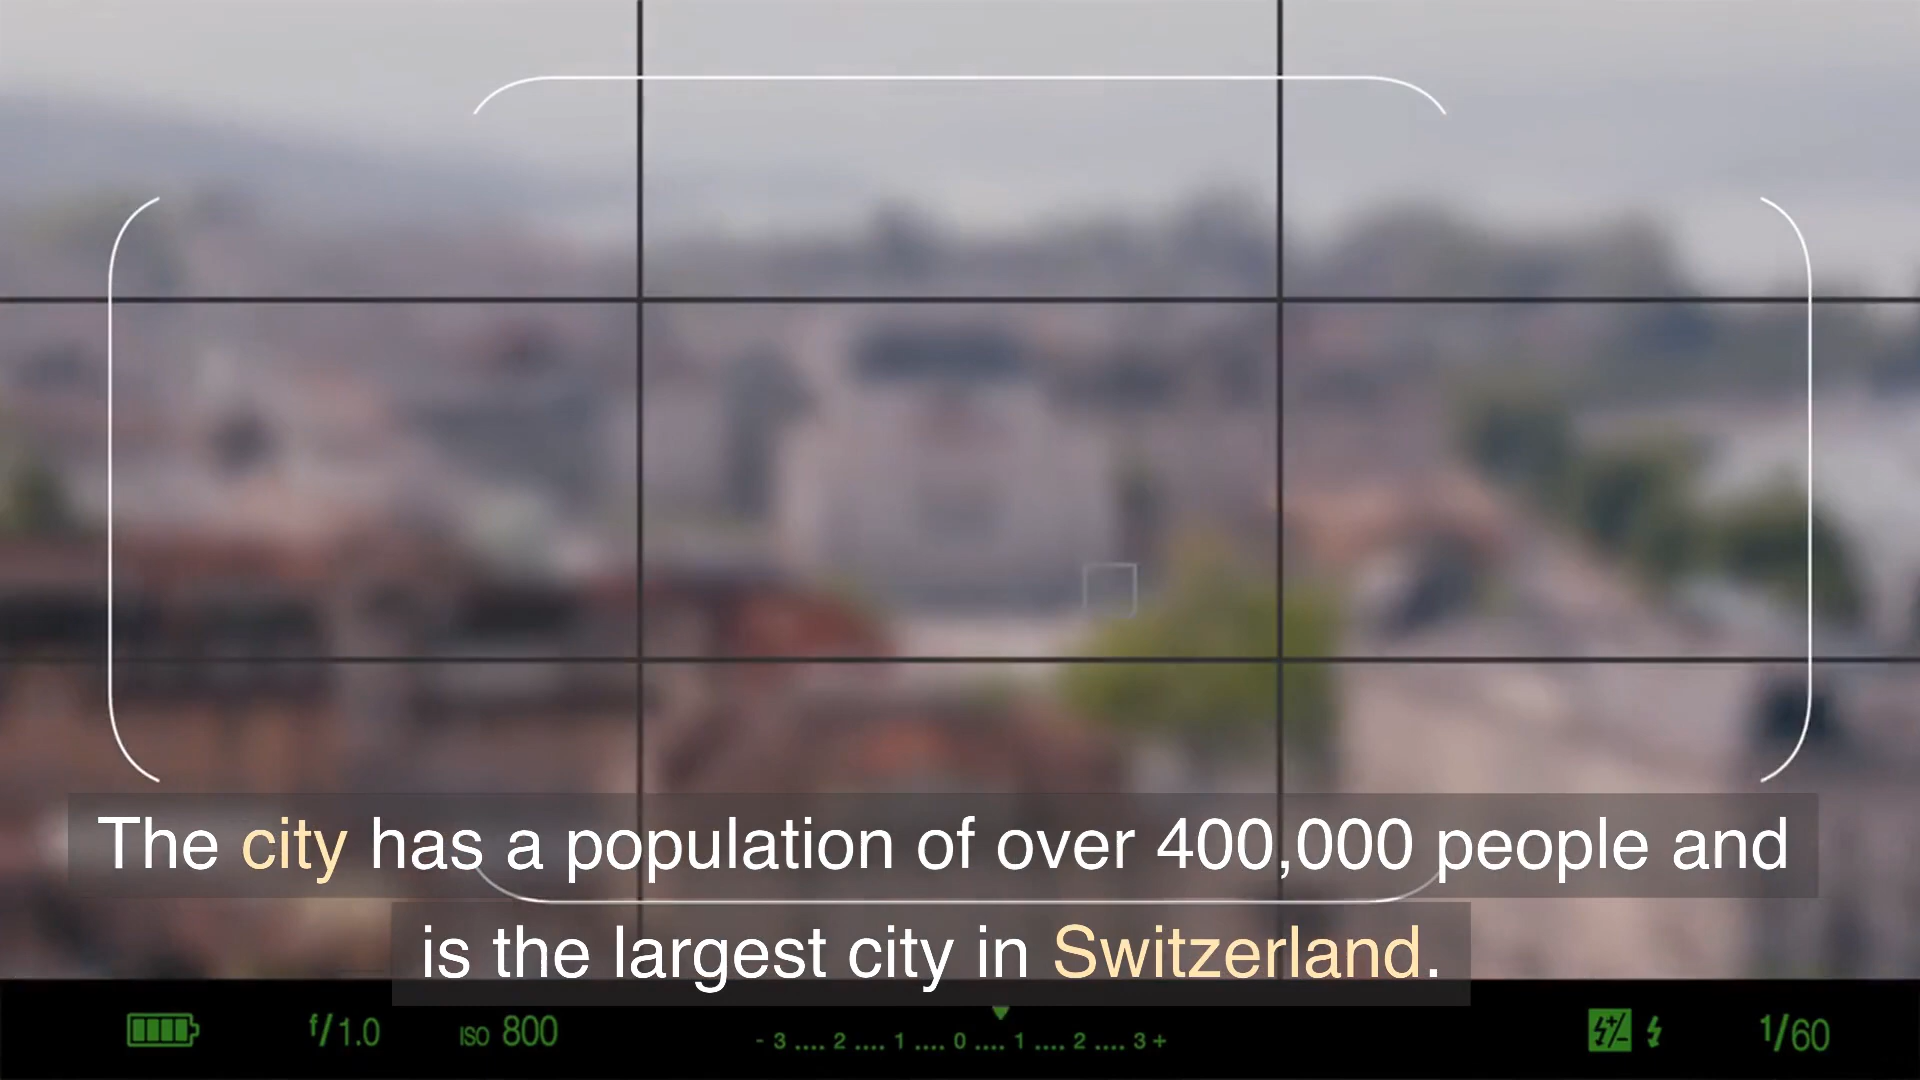 The city has a population of over 400,000 people and
is the largest city in Switzerland.
f/1.0 ISO 800 - 3 .... 2 .... 1 .... 0 .... 1 .... 2 .... 3 + 1/60